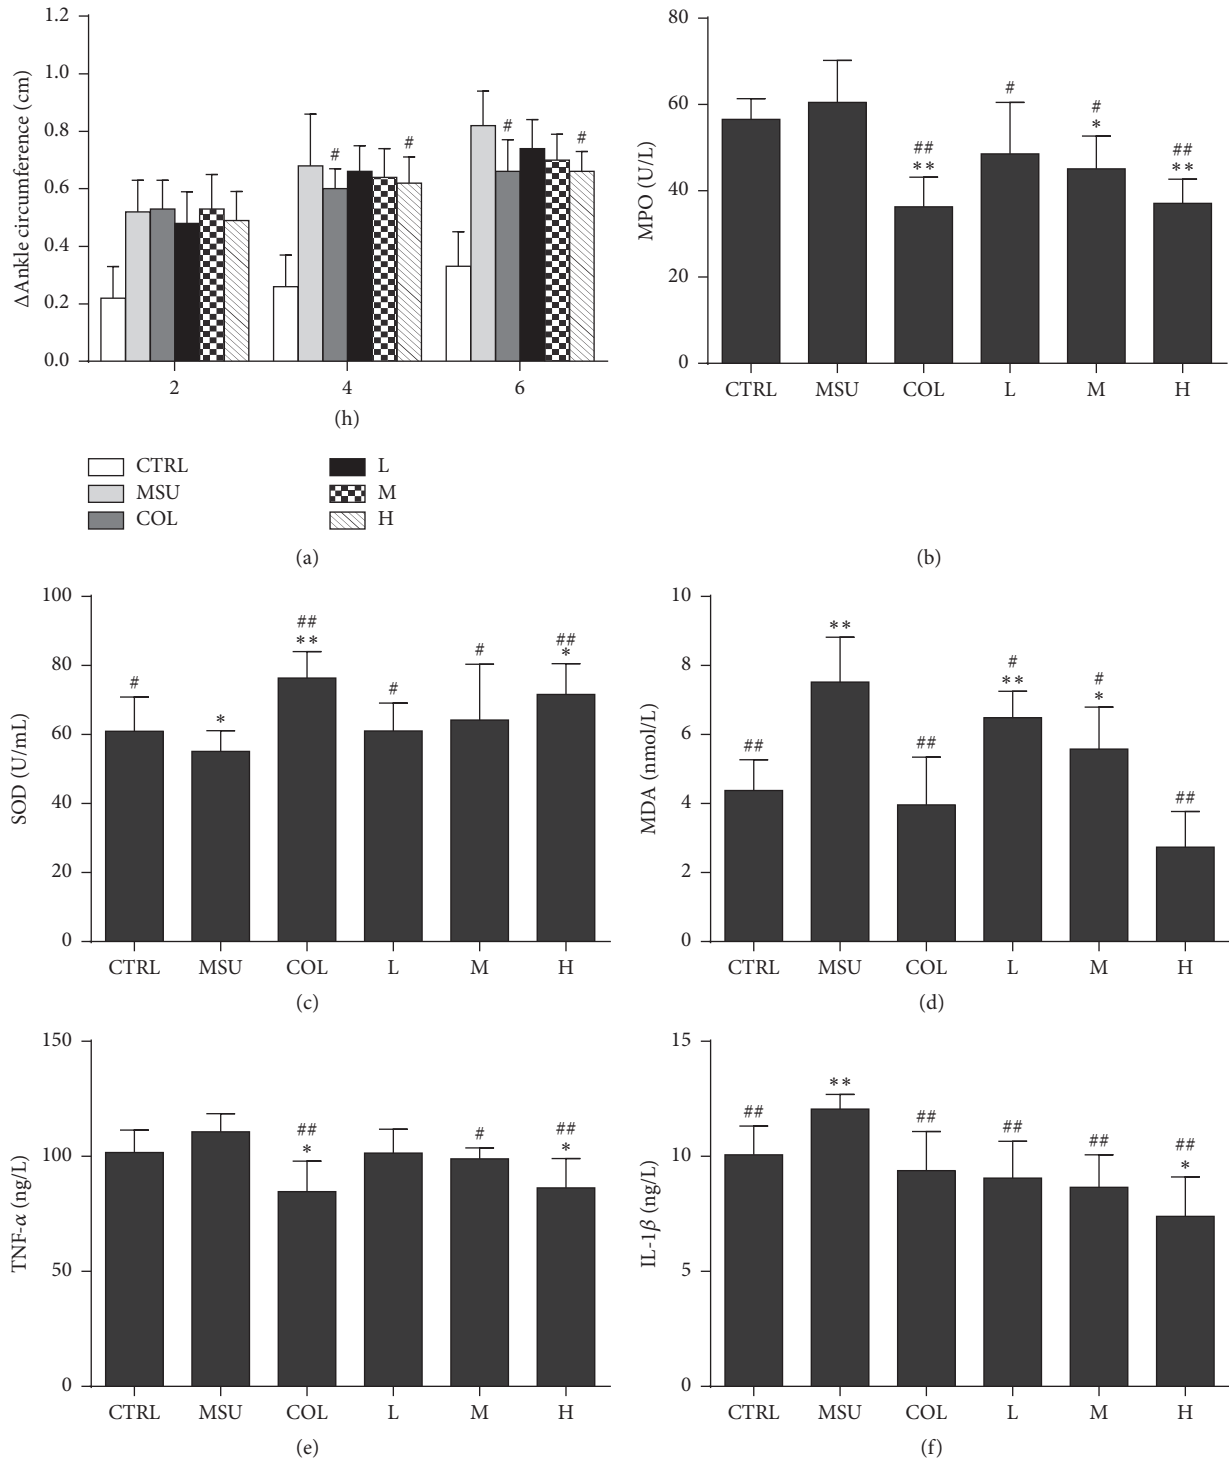 ΔAnkle circumference (cm)
1.2
1.0
0.8
0.6
0.4
0.2
0.0
# # # #
2 4 6
(h)
CTRL
MSU
COL
L
M
H
(a)
MPO (U/L)
80
60
40
20
0
## ** # # * ## **
CTRL MSU COL L M H
(b)
SOD (U/mL)
100
80
60
40
20
0
# * ## ** # # ## *
CTRL MSU COL L M H
(c)
MDA (nmol/L)
10
8
6
4
2
0
## ** ## # ** # * ##
CTRL MSU COL L M H
(d)
TNF-α (ng/L)
150
100
50
0
## * # ## *
CTRL MSU COL L M H
(e)
IL-1β (ng/L)
15
10
5
0
## ** ## ## ## ## *
CTRL MSU COL L M H
(f)